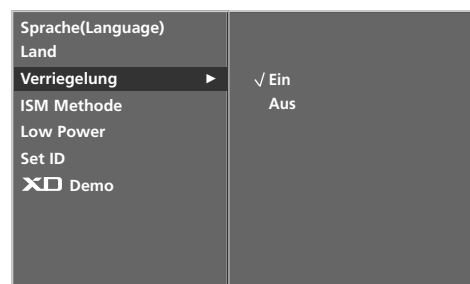 Sprache(Language)
Land
Verriegelung ►
ISM Methode
Low Power
Set ID
XD Demo
√ Ein
Aus